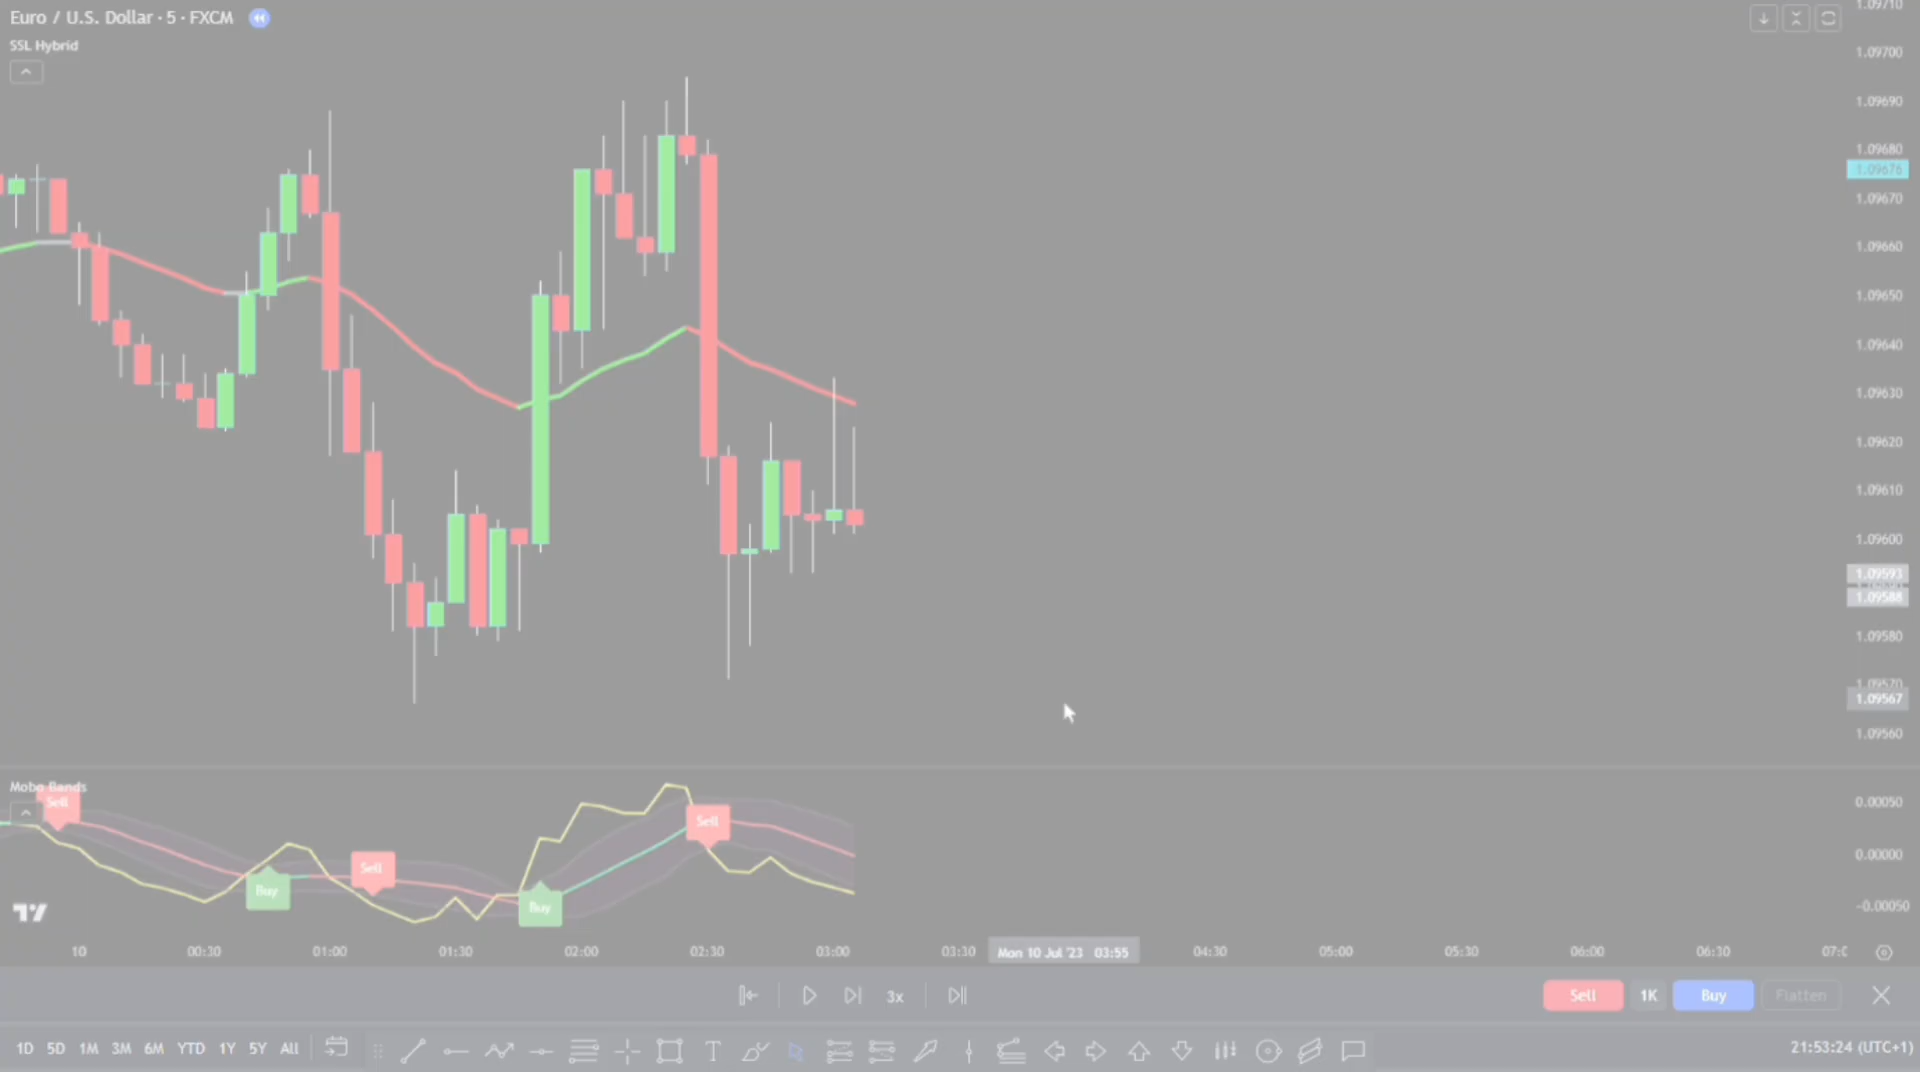 Euro / U.S. Dollar · 5 · FXCM
SSL Hybrid
1.09710
1.09700
1.09690
1.09680
1.09676
1.09670
1.09660
1.09650
1.09640
1.09630
1.09620
1.09610
1.09600
1.09593
1.09588
1.09580
1.09570
1.09567
1.09560
Mobo Bands
Sell
Sell
Buy
Buy
Sell
0.00050
0.00000
-0.00050
10 00:30 01:00 01:30 02:00 02:30 03:00 03:30 Mon 10 Jul '23 03:55 04:30 05:00 05:30 06:00 06:30 07:0
3x Sell 1K Buy Flatten
1D 5D 1M 3M 6M YTD 1Y 5Y All T 21:53:24 (UTC+1)